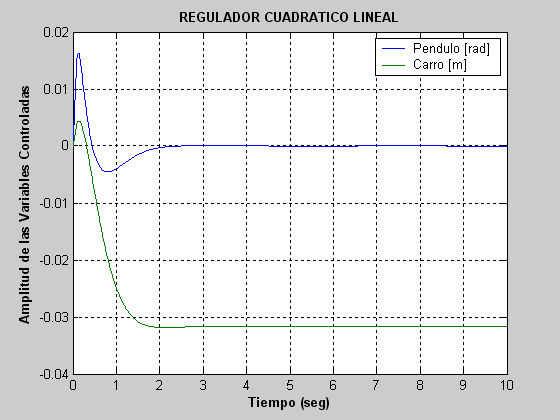 REGULADOR CUADRATICO LINEAL
Pendulo [rad]
Carro [m]
Amplitud de las Variables Controladas
0.02
0.01
0
-0.01
-0.02
-0.03
-0.04
0 1 2 3 4 5 6 7 8 9 10
Tiempo (seg)